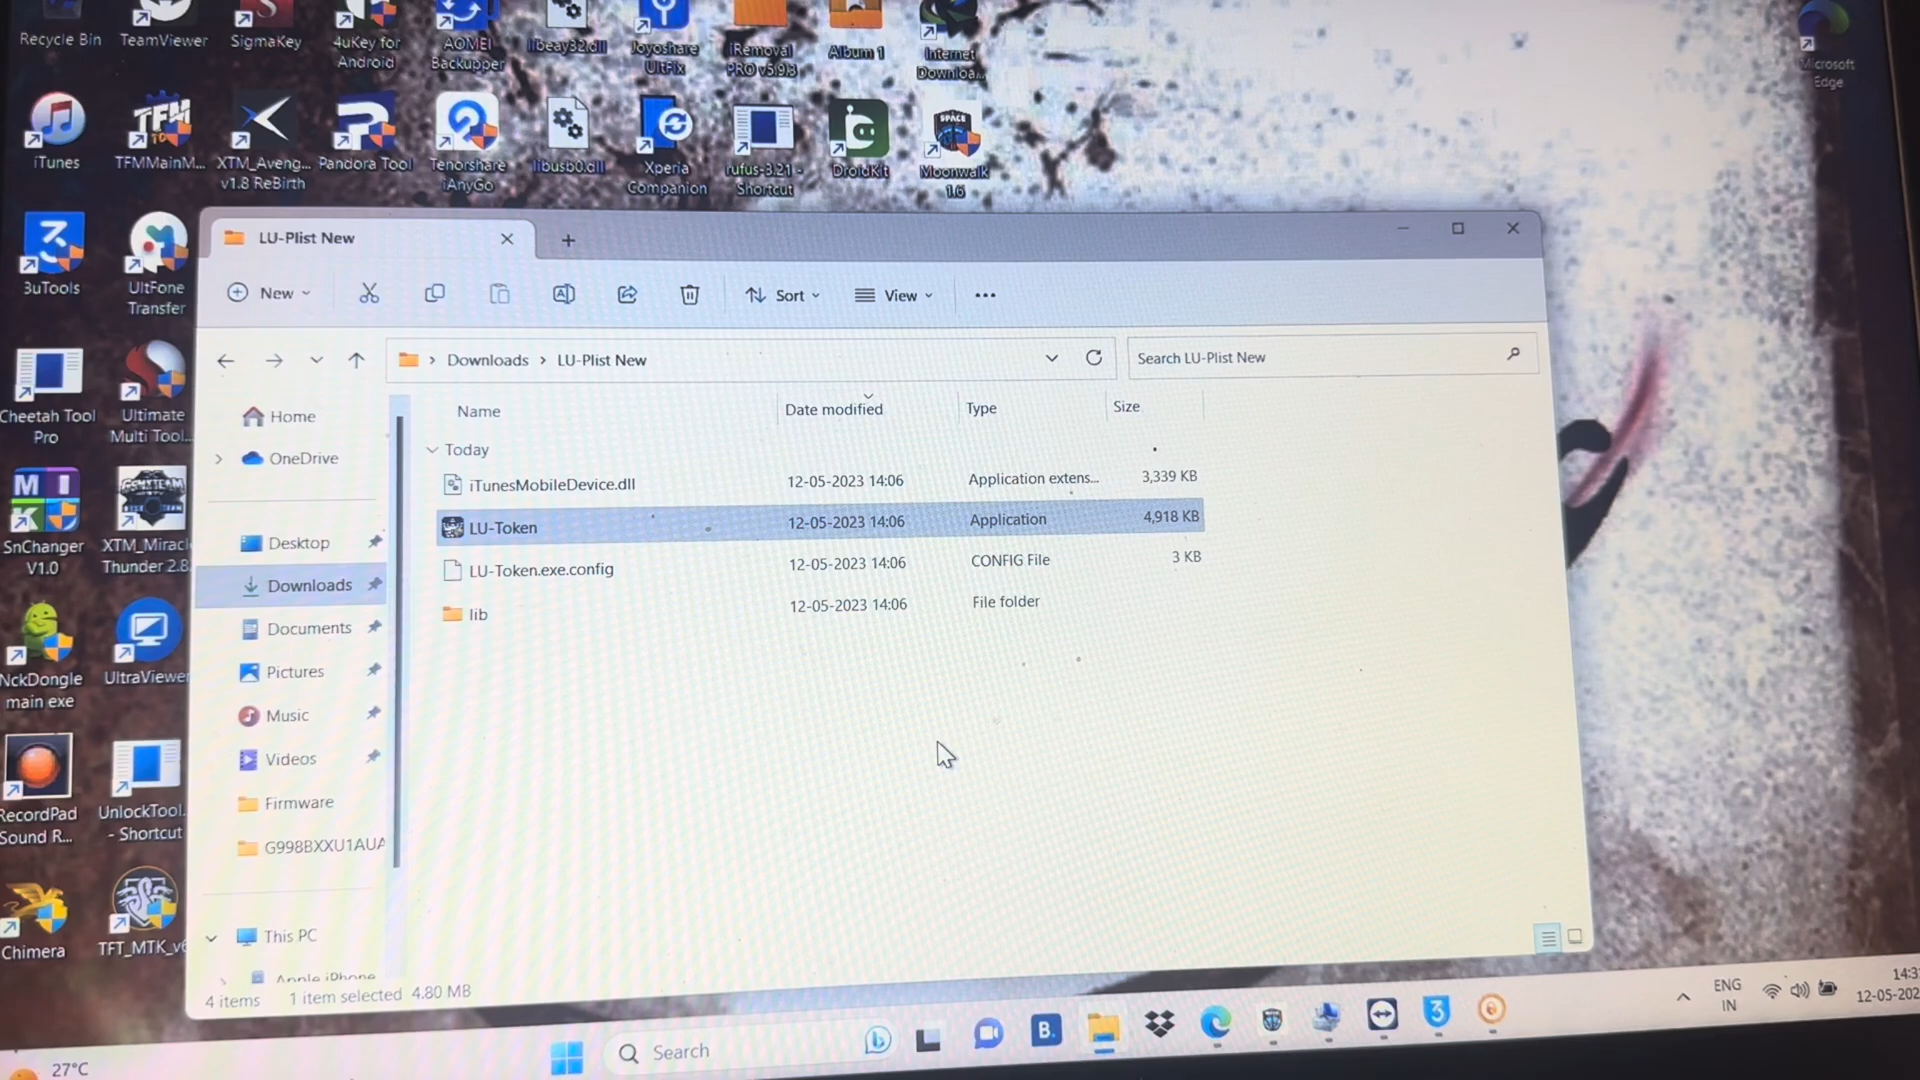 Recycle Bin
TeamViewer
SigmaKey
4uKey for
Android
AOMEI
Backupper
libeay32.dll
Joyoshare
UltFix
iRemoval
PRO v5.9.3
Album 1
Internet
Downloa...
Microsoft
Edge
iTunes
TFM
TFMMainM...
XTM_Aveng...
v1.8 ReBirth
Pandora Tool
Tenorshare
iAnyGo
libusb0.dll
Xperia
Companion
rufus-3.21 -
Shortcut
DroidKit
SPACE
Moonwalk
1.6
3uTools
UltFone
Transfer
Cheetah Tool
Pro
Ultimate
Multi Tool...
M I
K
SnChanger
V1.0
XTM_Miracl
Thunder 2.8
NckDongle
main exe
UltraViewer
RecordPad
Sound R...
UnlockTool.
- Shortcut
Chimera
TFT_MTK_v6
LU-Plist New
New
Sort
View
Downloads > LU-Plist New
Search LU-Plist New
Home
OneDrive
Desktop
Downloads
Documents
Pictures
Music
Videos
Firmware
G998BXXU1AUA
This PC
Apple iPhone
Name Date modified Type Size
Today
iTunesMobileDevice.dll 12-05-2023 14:06 Application extens... 3,339 KB
LU-Token 12-05-2023 14:06 Application 4,918 KB
LU-Token.exe.config 12-05-2023 14:06 CONFIG File 3 KB
lib 12-05-2023 14:06 File folder
4 items 1 item selected 4.80 MB
27°C
Search
B.
3
ENG
IN
14:3
12-05-202